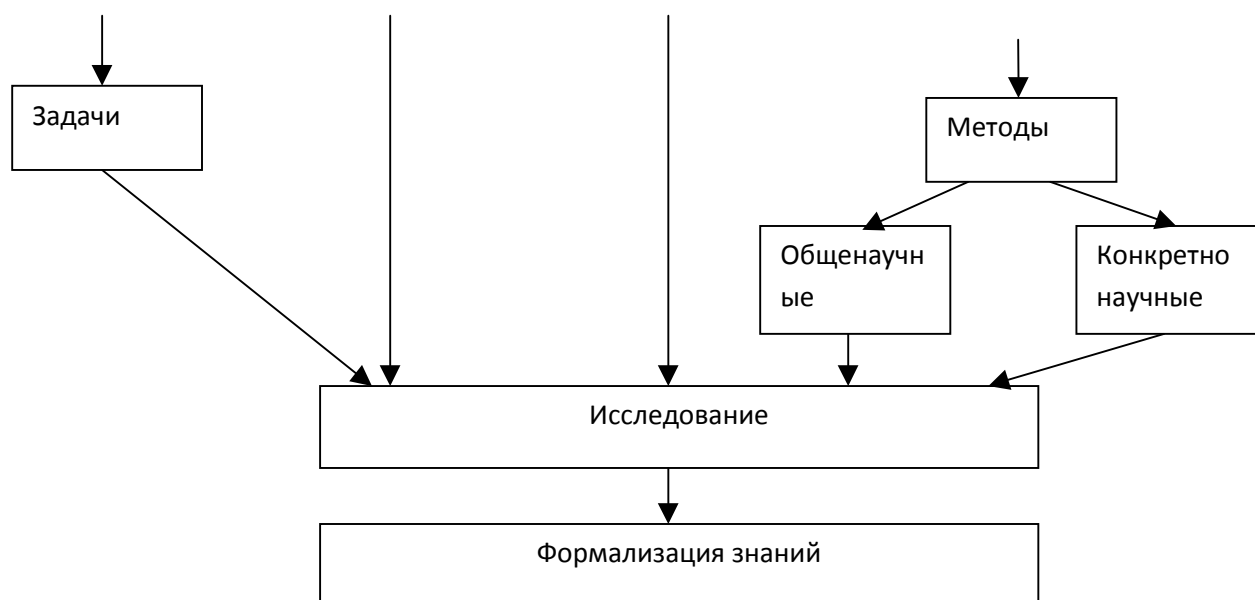 Задачи
Методы
Общенаучн
ые
Конкретно
научные
Исследование
Формализация знаний